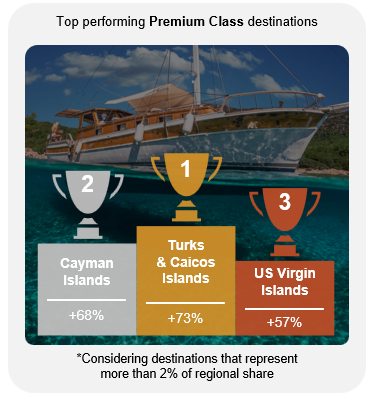 Top performing Premium Class destinations
2
1
3
Cayman
Islands
+68%
Turks
& Caicos
Islands
+73%
US Virgin
Islands
+57%
*Considering destinations that represent
more than 2% of regional share